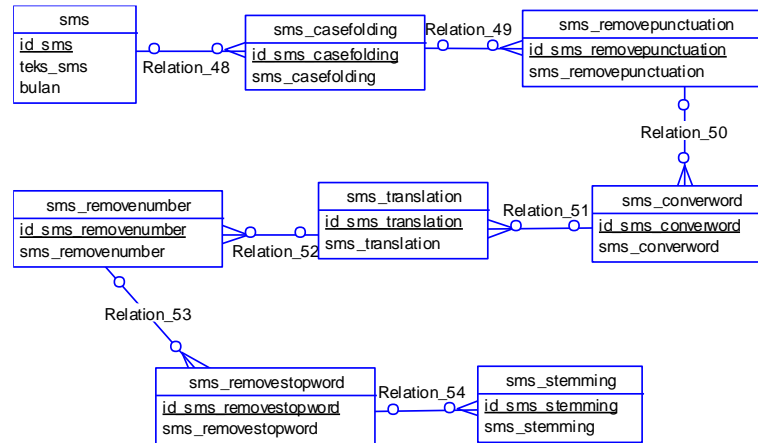 sms
id_sms
teks_sms
bulan
Relation_48
sms_casefolding
id_sms_casefolding
sms_casefolding
Relation_49
sms_removepunctuation
id_sms_removepunctuation
sms_removepunctuation
Relation_50
sms_removenumber
id_sms_removenumber
sms_removenumber
Relation_52
sms_translation
id_sms_translation
sms_translation
Relation_51
sms_converword
id_sms_converword
sms_converword
Relation_53
sms_removestopword
id_sms_removestopword
sms_removestopword
Relation_54
sms_stemming
id_sms_stemming
sms_stemming